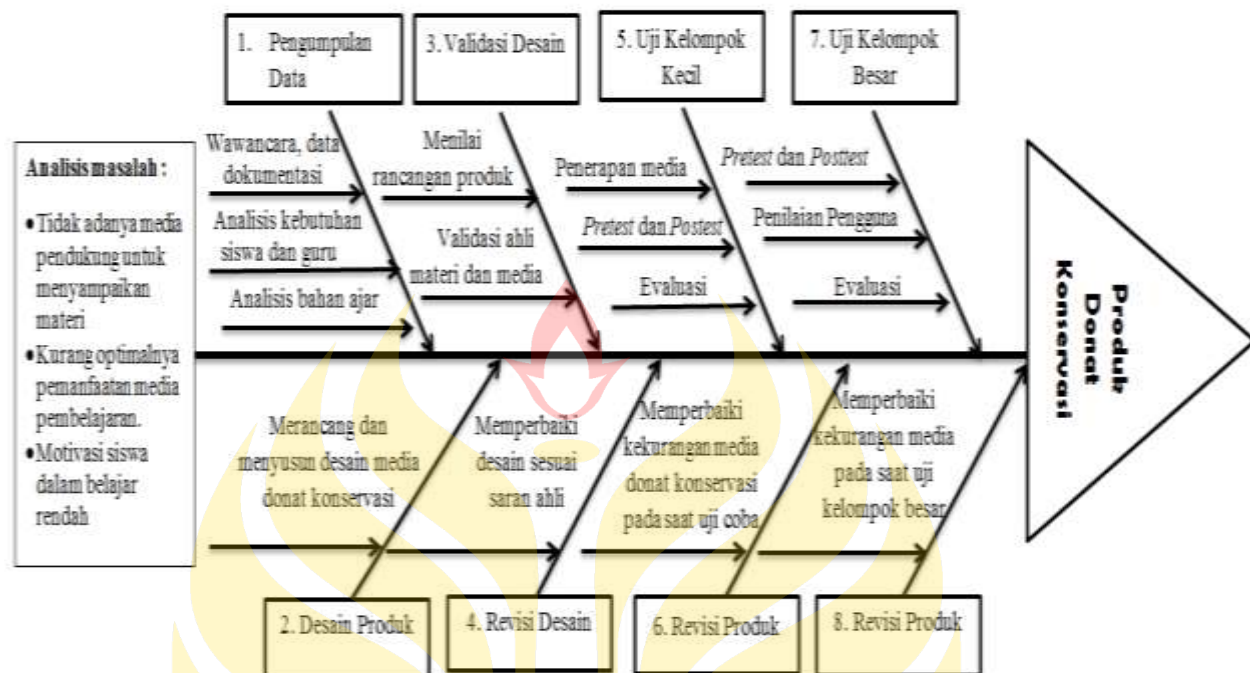 1. Pengumpulan
Data
3. Validasi Desain
5. Uji Kelompok
Kecil
7. Uji Kelompok
Besar
Analisis masalah :
•Tidak adanya media
pendukung untuk
menyampaikan
materi
•Kurang optimalnya
pemanfaatan media
pembelajaran.
•Motivasi siswa
dalam belajar
rendah
Wawancara, data
dokumentasi
Analisis kebutuhan
siswa dan guru
Analisis bahan ajar
Menilai
rancangan produk
Validasi ahli
materi dan media
Penerapan media
Pretest dan Postest
Evaluasi
Pretest dan Posttest
Penilaian Pengguna
Evaluasi
Produk
Donat
Konservasi
Merancang dan
menyusun desain media
donat konservasi
Memperbaiki
desain sesuai
saran ahli
Memperbaiki
kekurangan media
donat konservasi
pada saat uji coba
Memperbaiki
kekurangan media
pada saat uji
kelompok besar
2. Desain Produk
4. Revisi Desain
6. Revisi Produk
8. Revisi Produk